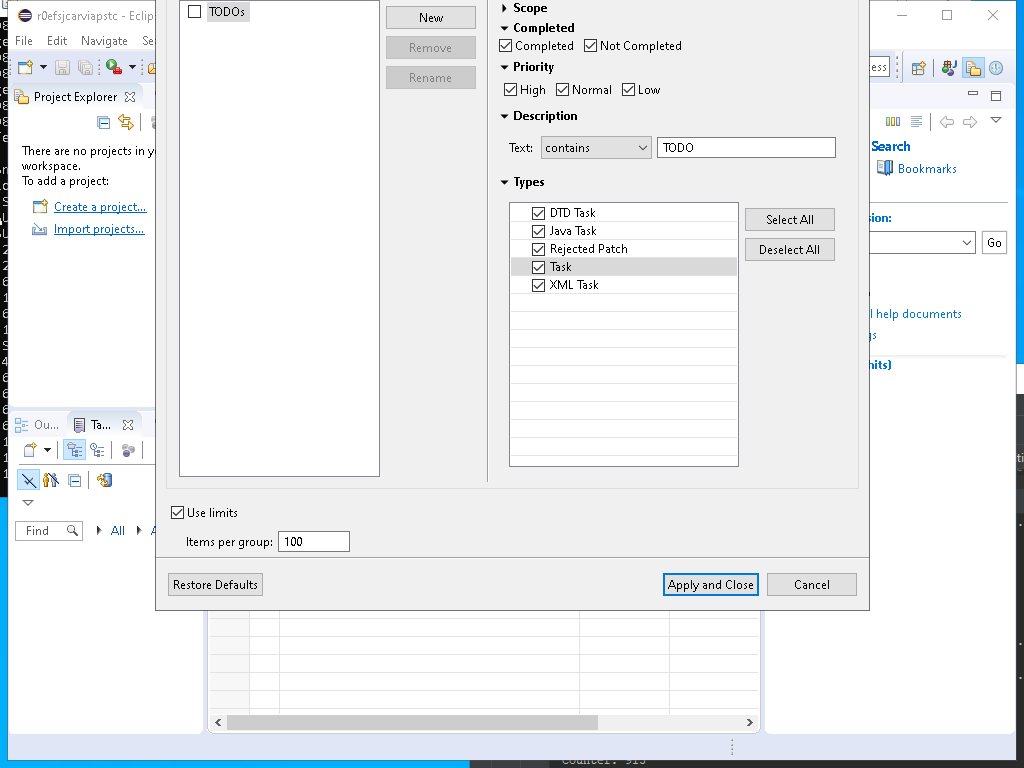 r0efsjcarviapstc - Eclip
File Edit Navigate Se
Project Explorer
There are no projects in y
workspace.
To add a project:
Create a project...
Import projects...
Ou...
Ta...
Find
All
TODOs
New
Remove
Rename
Scope
Completed
Completed
Not Completed
Priority
High
Normal
Low
Description
Text:
contains
TODO
Types
DTD Task
Java Task
Rejected Patch
Task
XML Task
Select All
Deselect All
Use limits
Items per group:
100
Restore Defaults
Apply and Close
Cancel
ess
Search
Bookmarks
ion:
Go
l help documents
gs
hits)
Counter: 913